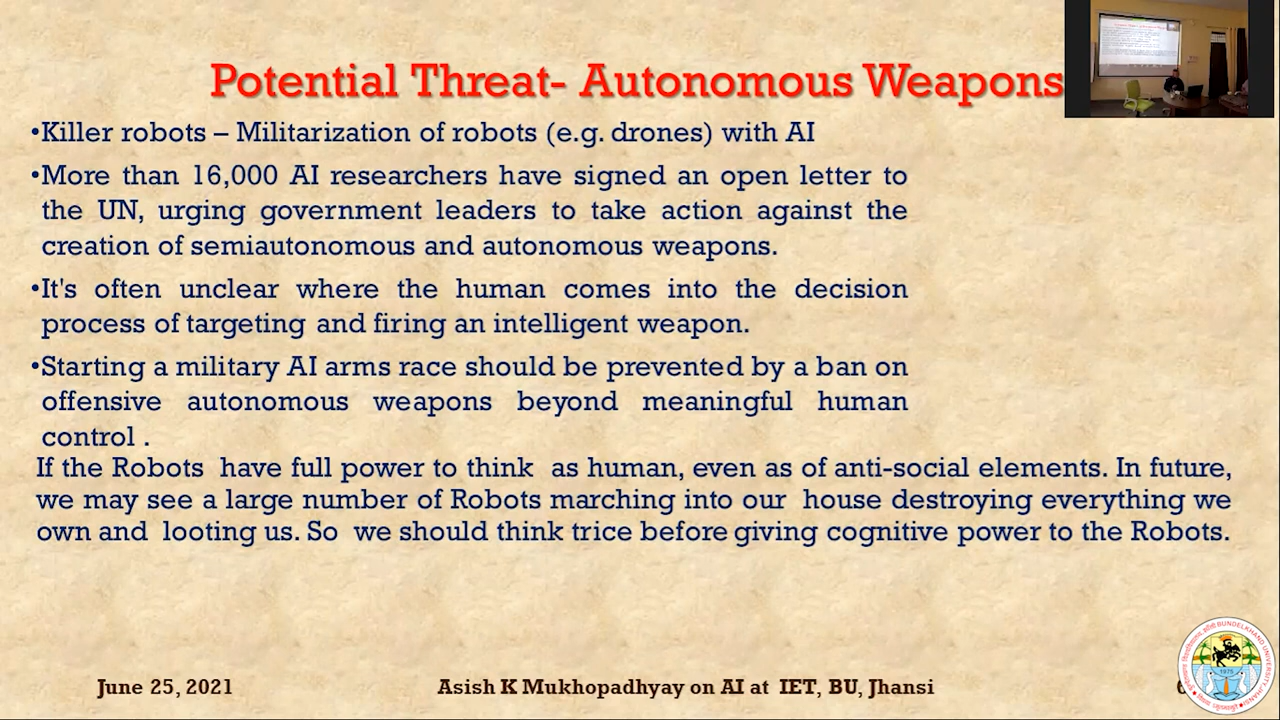 Potential Threat- Autonomous Weapons
•Killer robots – Militarization of robots (e.g. drones) with AI
•More than 16,000 AI researchers have signed an open letter to
the UN, urging government leaders to take action against the
creation of semiautonomous and autonomous weapons.
•It's often unclear where the human comes into the decision
process of targeting and firing an intelligent weapon.
•Starting a military AI arms race should be prevented by a ban on
offensive autonomous weapons beyond meaningful human
control .
If the Robots have full power to think as human, even as of anti-social elements. In future,
we may see a large number of Robots marching into our house destroying everything we
own and looting us. So we should think trice before giving cognitive power to the Robots.
June 25, 2021
Asish K Mukhopadhyay on AI at IET, BU, Jhansi
BUNDELKHAND UNIVERSITY JHANSI
1975